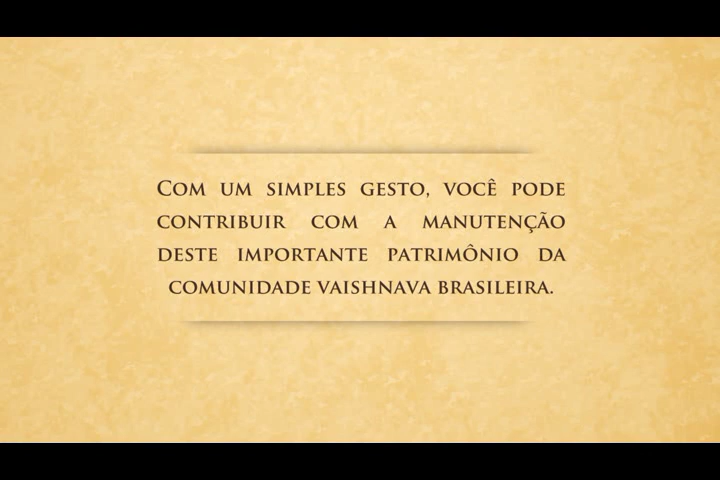 Com um simples gesto, você pode
contribuir com a manutenção
deste importante patrimônio da
comunidade vaishnava brasileira.